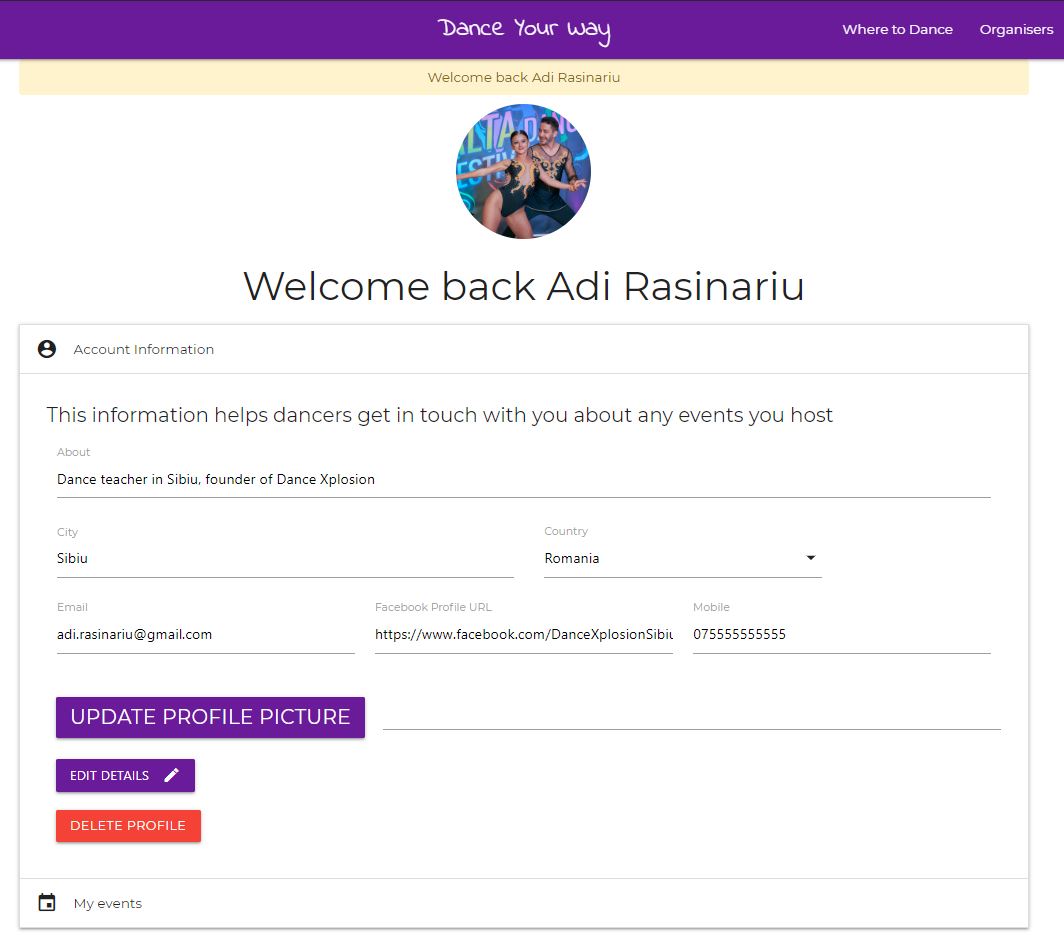 Dance Your Way
Where to Dance
Organisers
Welcome back Adi Rasinariu
Welcome back Adi Rasinariu
Account Information
This information helps dancers get in touch with you about any events you host
About
Dance teacher in Sibiu, founder of Dance Xplosion
City
Country
Sibiu
Romania
Email
Facebook Profile URL
Mobile
adi.rasinariu@gmail.com
https://www.facebook.com/DanceXplosionSibiu
075555555555
UPDATE PROFILE PICTURE
EDIT DETAILS
DELETE PROFILE
My events